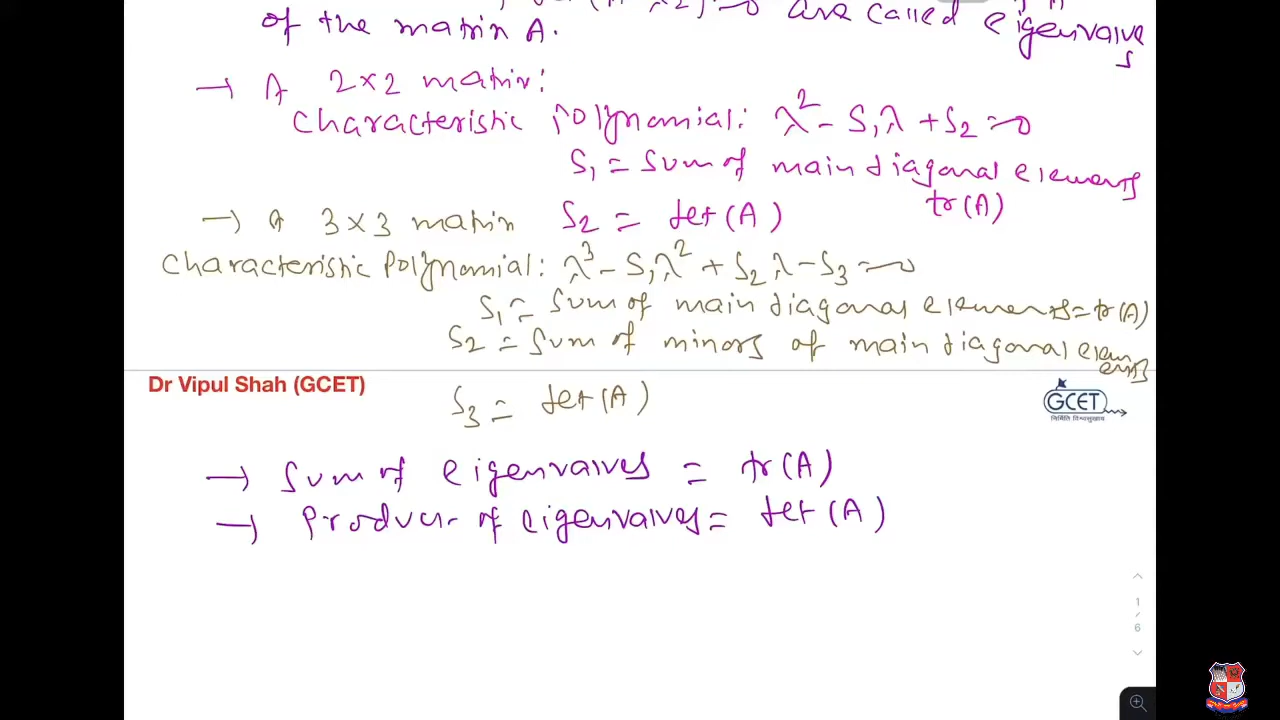 of the matrix A.
are called eigenvalues
→ A 2×2 matrix:
Characteristic Polynomial: λ² - S₁λ + S₂ = 0
S₁ = Sum of main diagonal elements
tr(A)
S₂ = det(A)
→ A 3×3 matrix
Characteristic Polynomial: λ³ - S₁λ² + S₂λ - S₃ = 0
S₁ = Sum of main diagonal elements = tr(A)
S₂ = Sum of minors of main diagonal elements
Dr Vipul Shah (GCET)
GCET
S₃ = det(A)
→ Sum of eigenvalues = tr(A)
→ Product of eigenvalues = det(A)
1
/
6